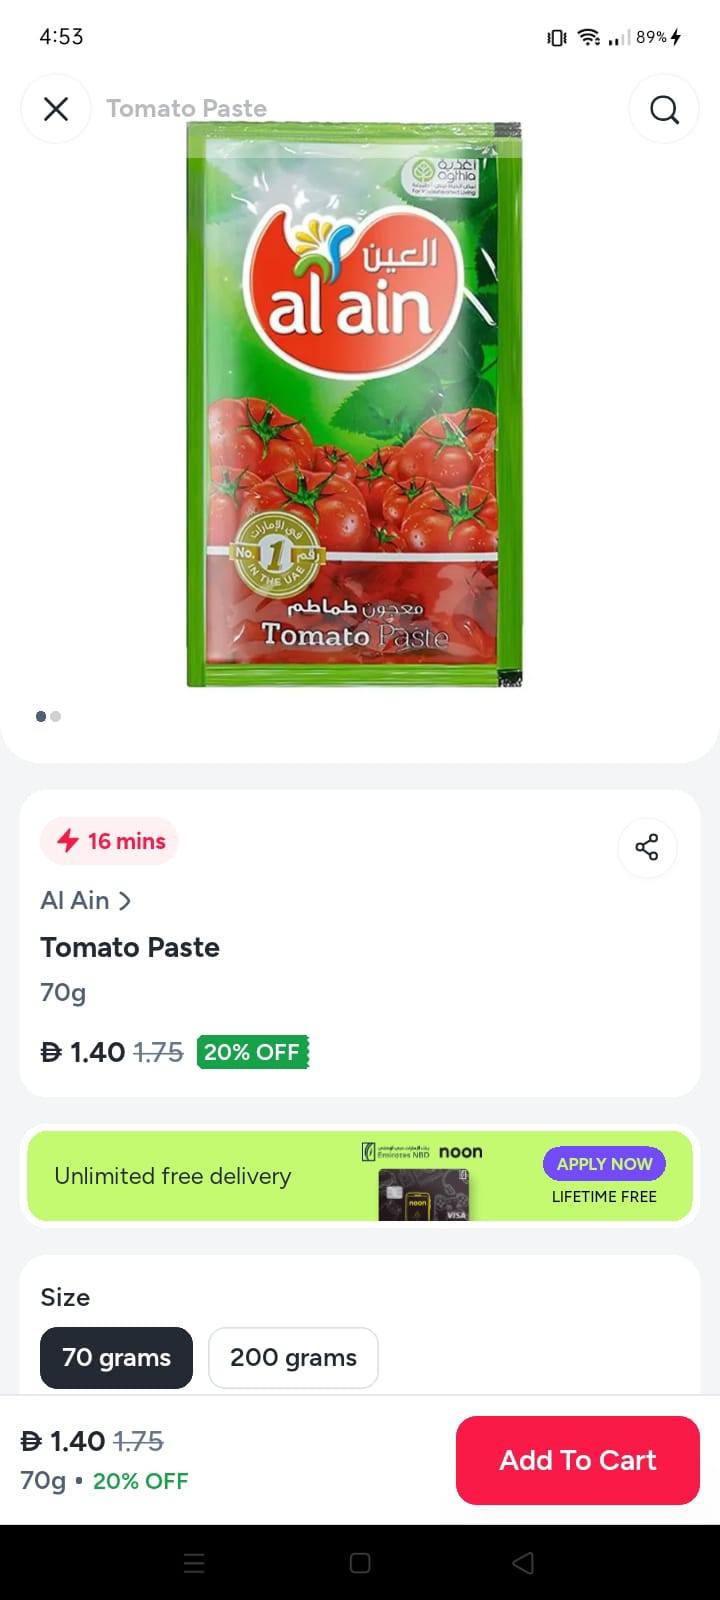 4:53
89%
Tomato Paste
اغذية
agthia
العين
al ain
في الإمارات
No. 1 رقم
IN THE UAE
معجون طماطم
Tomato Paste
16 mins
Al Ain
Tomato Paste
70g
1.40 1.75 20% OFF
Emirates NBD noon
Unlimited free delivery
APPLY NOW
LIFETIME FREE
noon
VISA
Size
70 grams
200 grams
1.40 1.75
70g • 20% OFF
Add To Cart